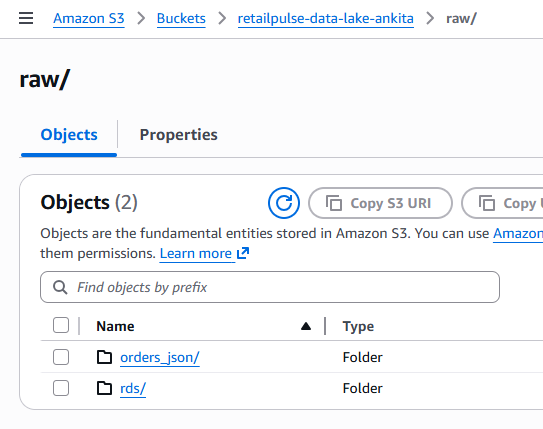 Amazon S3 > Buckets > retailpulse-data-lake-ankita > raw/
raw/
Objects Properties
Objects (2) Copy S3 URI Copy
Objects are the fundamental entities stored in Amazon S3. You can use Amazon
them permissions. Learn more
Find objects by prefix
Name Type
orders_json/ Folder
rds/ Folder